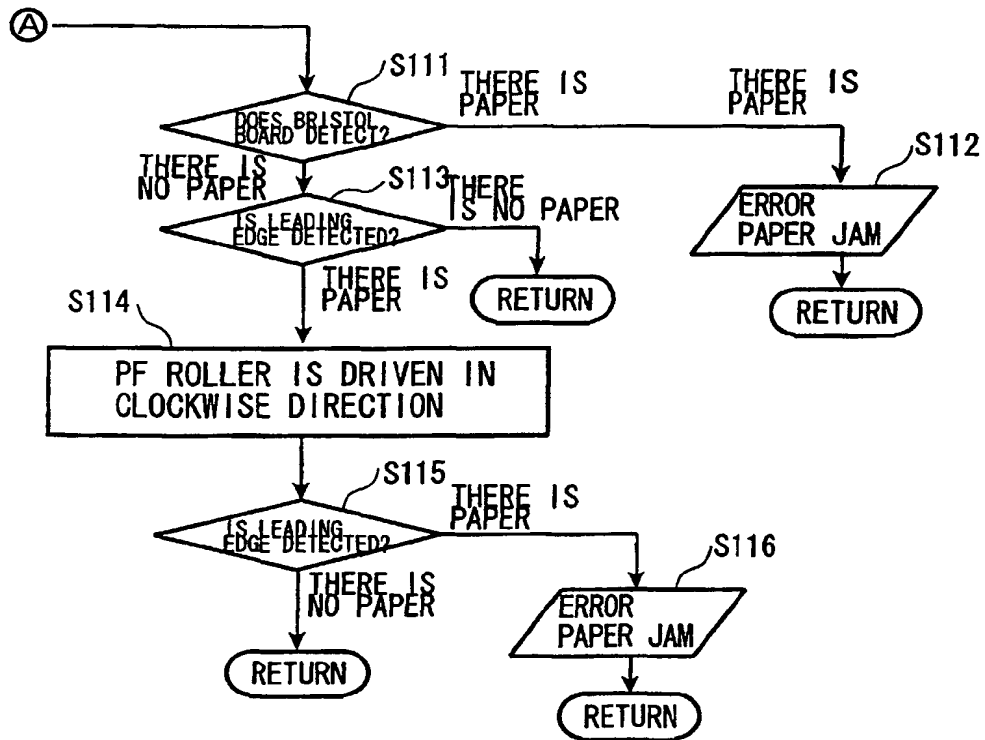 A
S111
THERE IS
PAPER
THERE IS
PAPER
DOES BRISTOL
BOARD DETECT?
S112
THERE IS
NO PAPER
S113
THERE
IS NO PAPER
ERROR
PAPER JAM
IS LEADING
EDGE DETECTED?
THERE IS
PAPER
RETURN
RETURN
S114
PF ROLLER IS DRIVEN IN
CLOCKWISE DIRECTION
S115
THERE IS
PAPER
IS LEADING
EDGE DETECTED?
S116
THERE IS
NO PAPER
ERROR
PAPER JAM
RETURN
RETURN